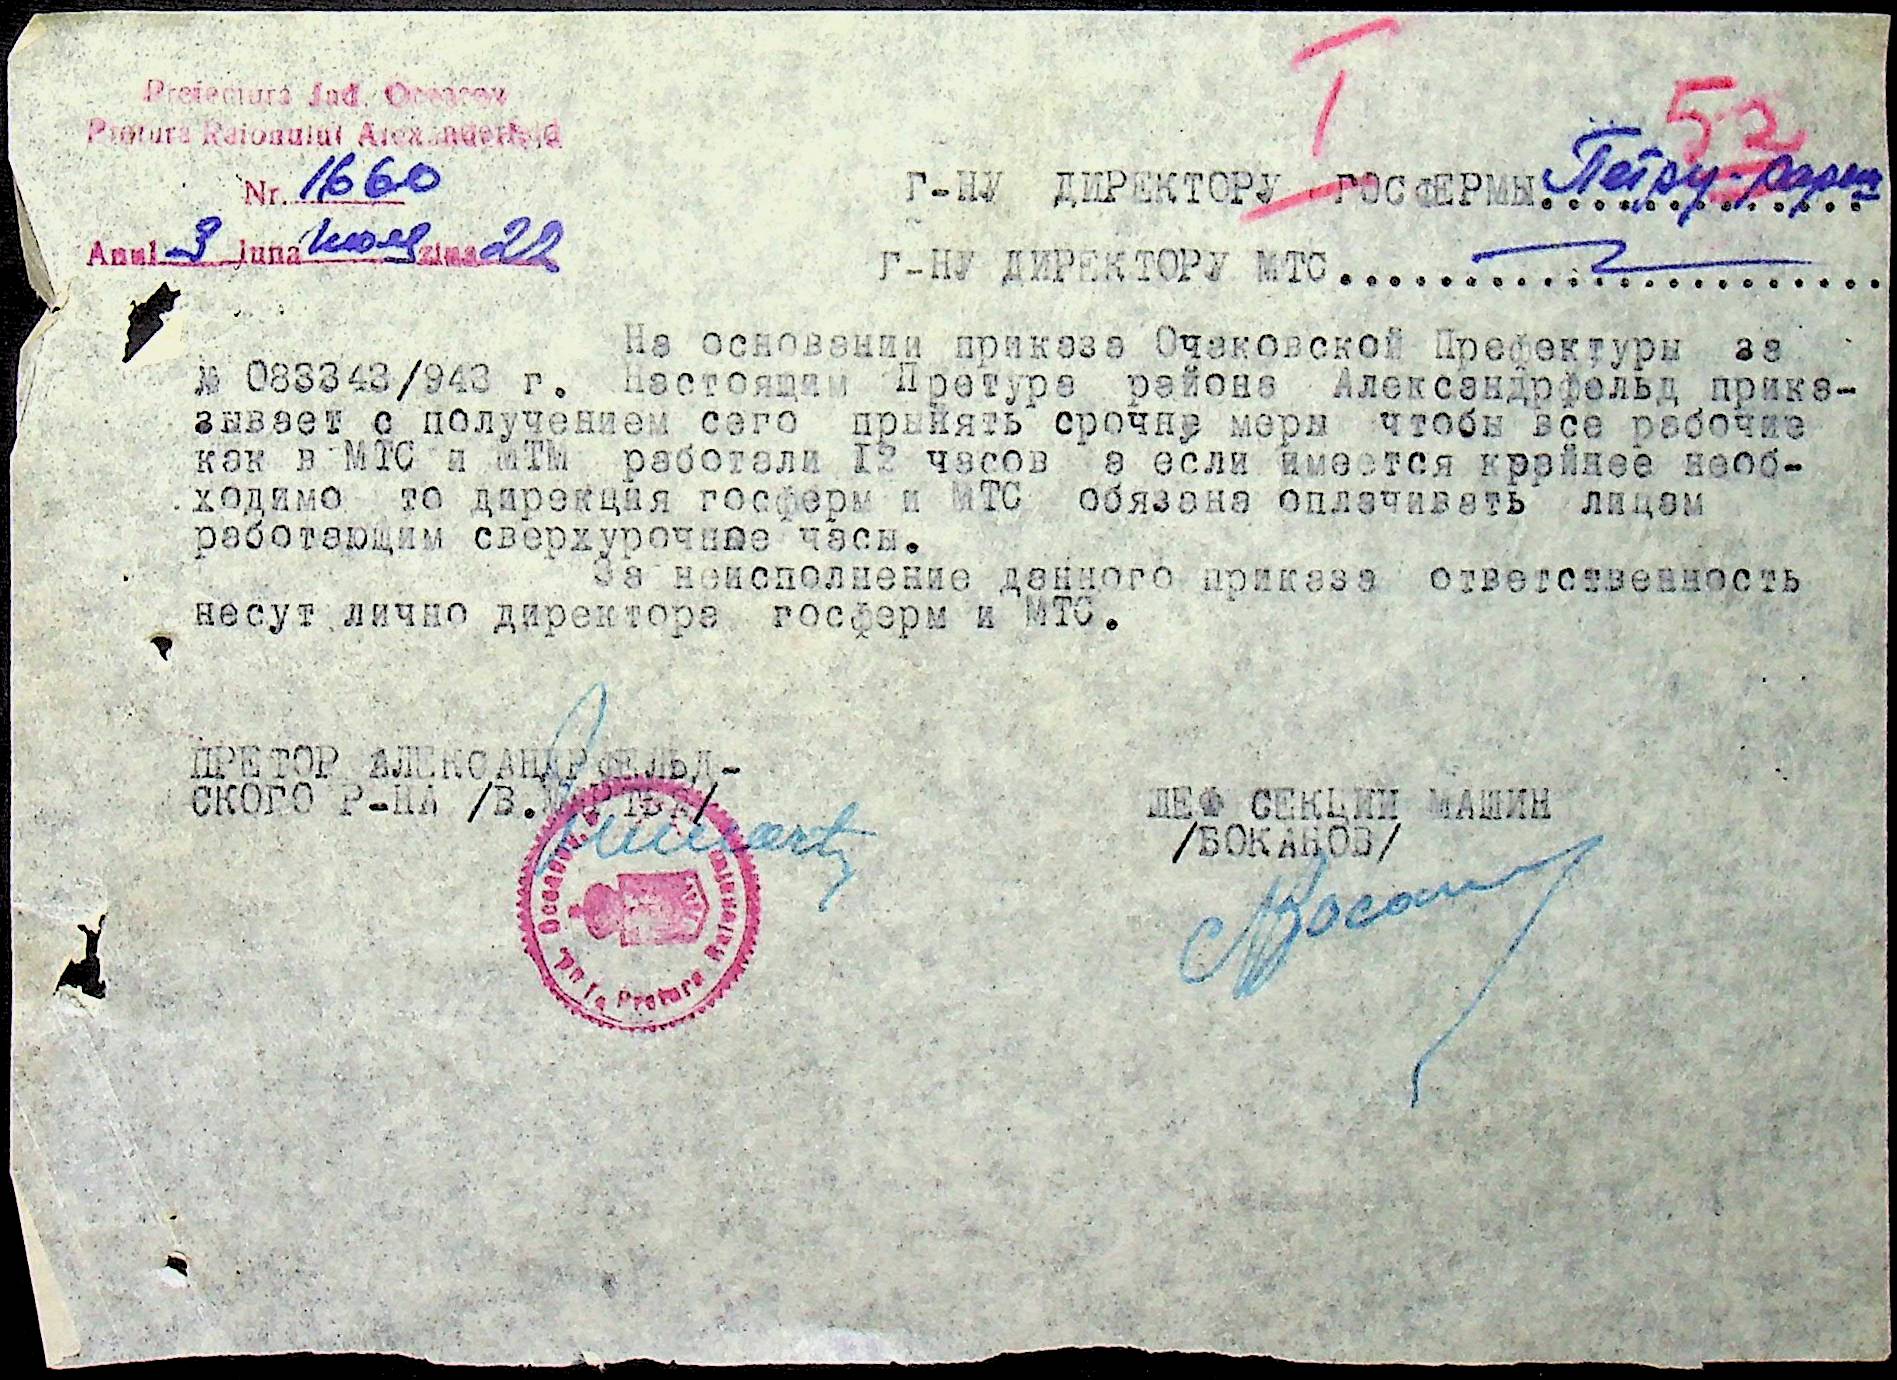 Prefectura Jud. Oceacov
Pretura Raionului Alexanderfeld
Nr. 1660
Anul 3 luna июля ziua 22
I
52
Г-НУ ДИРЕКТОРУ ГОСФЕРМЫ Петру-Рареш
Г-НУ ДИРЕКТОРУ МТС........................
На основании приказа Очаковской Префектуры за
№ 083343/943 г. Настоящим Претура района Александрфельд прика-
зывает с получением сего принять срочне меры чтобы все рабочие
как в МТС и МТМ работали 12 часов а если имеется крайнее необ-
ходимо то дирекция госферм и МТС обязана оплачивать лицам
работающим сверхурочные часы.
За неисполнение данного приказа ответственность
несут лично директора госферм и МТС.
ПРЕТОР АЛЕКСАНДРФЕЛЬД-
СКОГО Р-НА /В.МАРТЬЯ/
ШЕФ СЕКЦИИ МАШИН
/БОКАНОВ/
Pretura